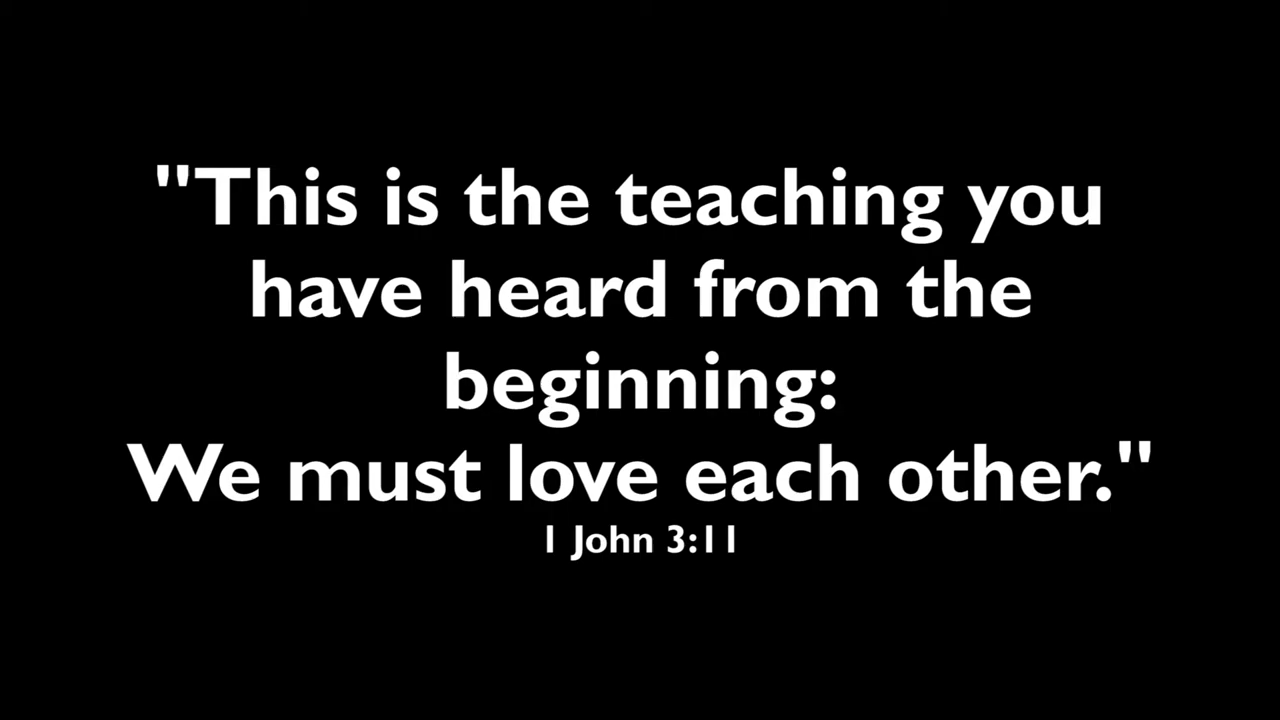 "This is the teaching you
have heard from the
beginning:
We must love each other."
1 John 3:11